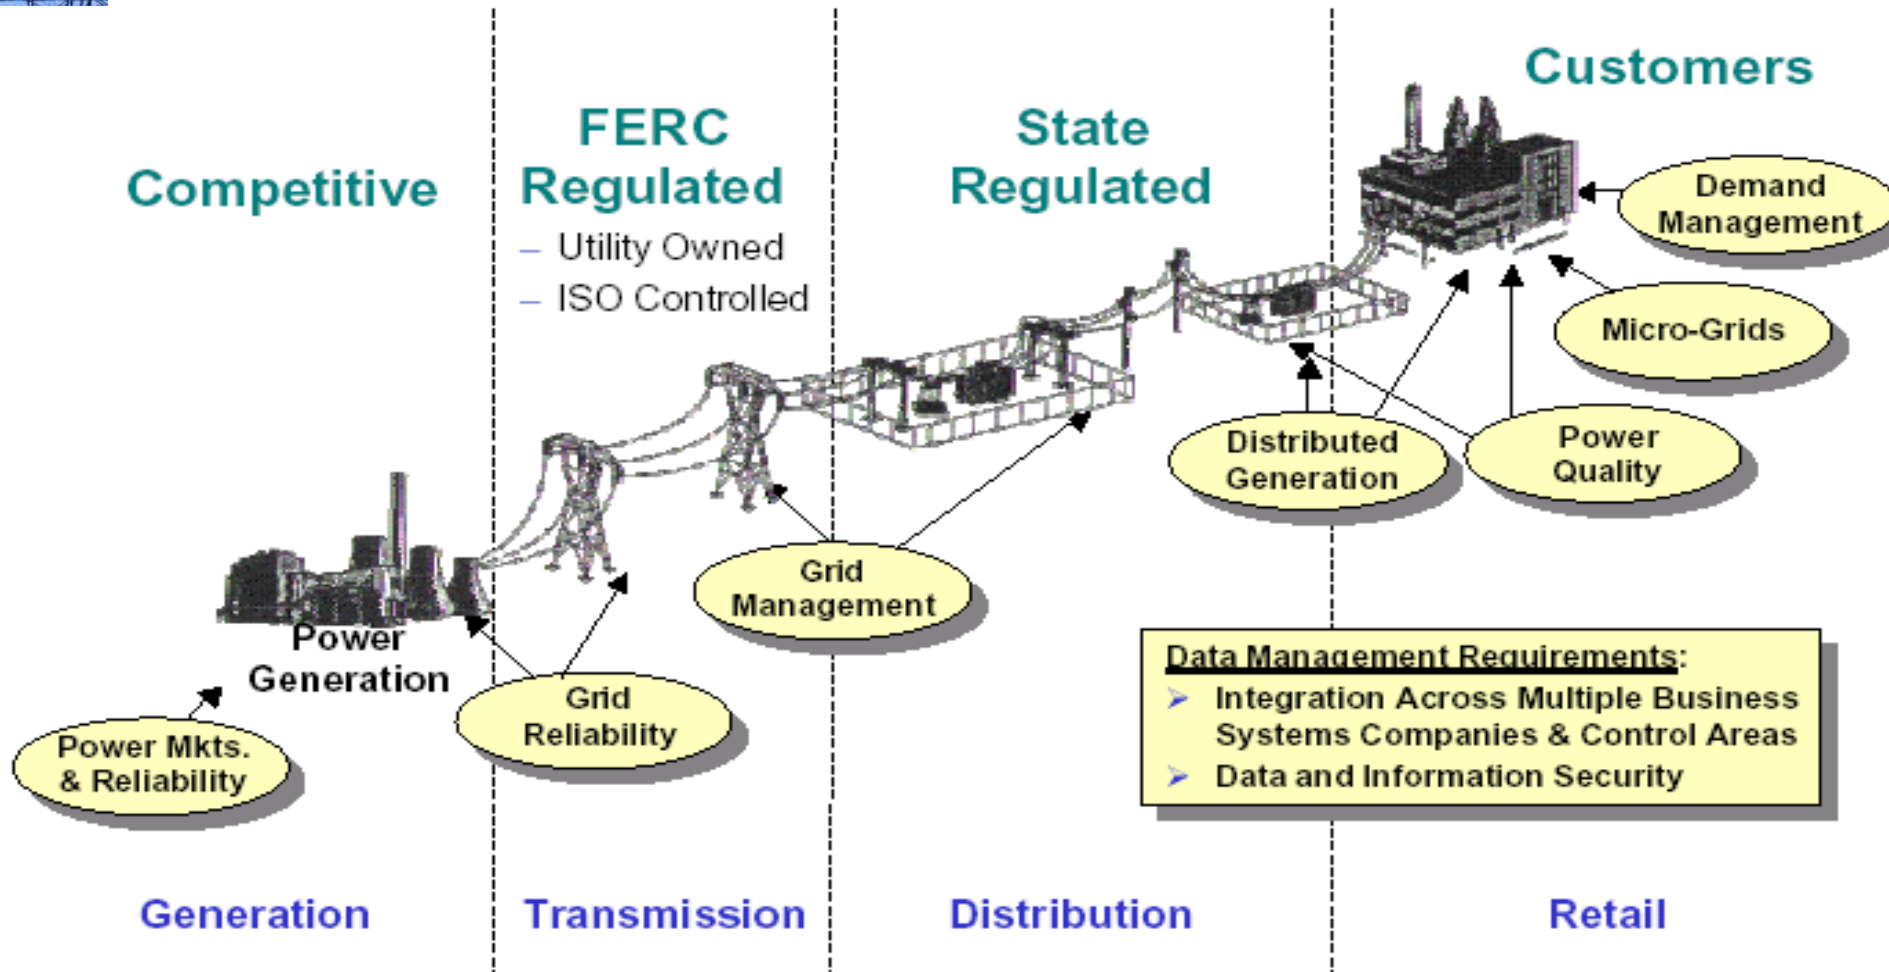 Customers
FERC
Regulated
– Utility Owned
– ISO Controlled
State
Regulated
Competitive
Demand
Management
Micro-Grids
Distributed
Generation
Power
Quality
Grid
Management
Power
Generation
Grid
Reliability
Power Mkts.
& Reliability
Data Management Requirements:
➢ Integration Across Multiple Business
Systems Companies & Control Areas
➢ Data and Information Security
Generation
Transmission
Distribution
Retail